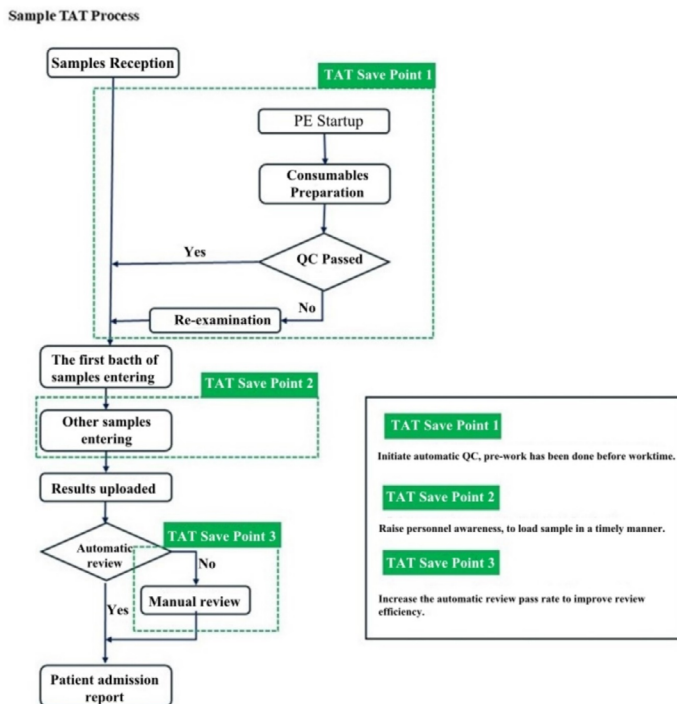 Sample TAT Process
Samples Reception
TAT Save Point 1
PE Startup
Consumables
Preparation
QC Passed
Yes
No
Re-examination
The first bacth of
samples entering
TAT Save Point 2
Other samples
entering
Results uploaded
Automatic
review
TAT Save Point 3
No
Manual review
Yes
Patient admission
report
TAT Save Point 1
Initiate automatic QC, pre-work has been done before worktime.
TAT Save Point 2
Raise personnel awareness, to load sample in a timely manner.
TAT Save Point 3
Increase the automatic review pass rate to improve review
efficiency.